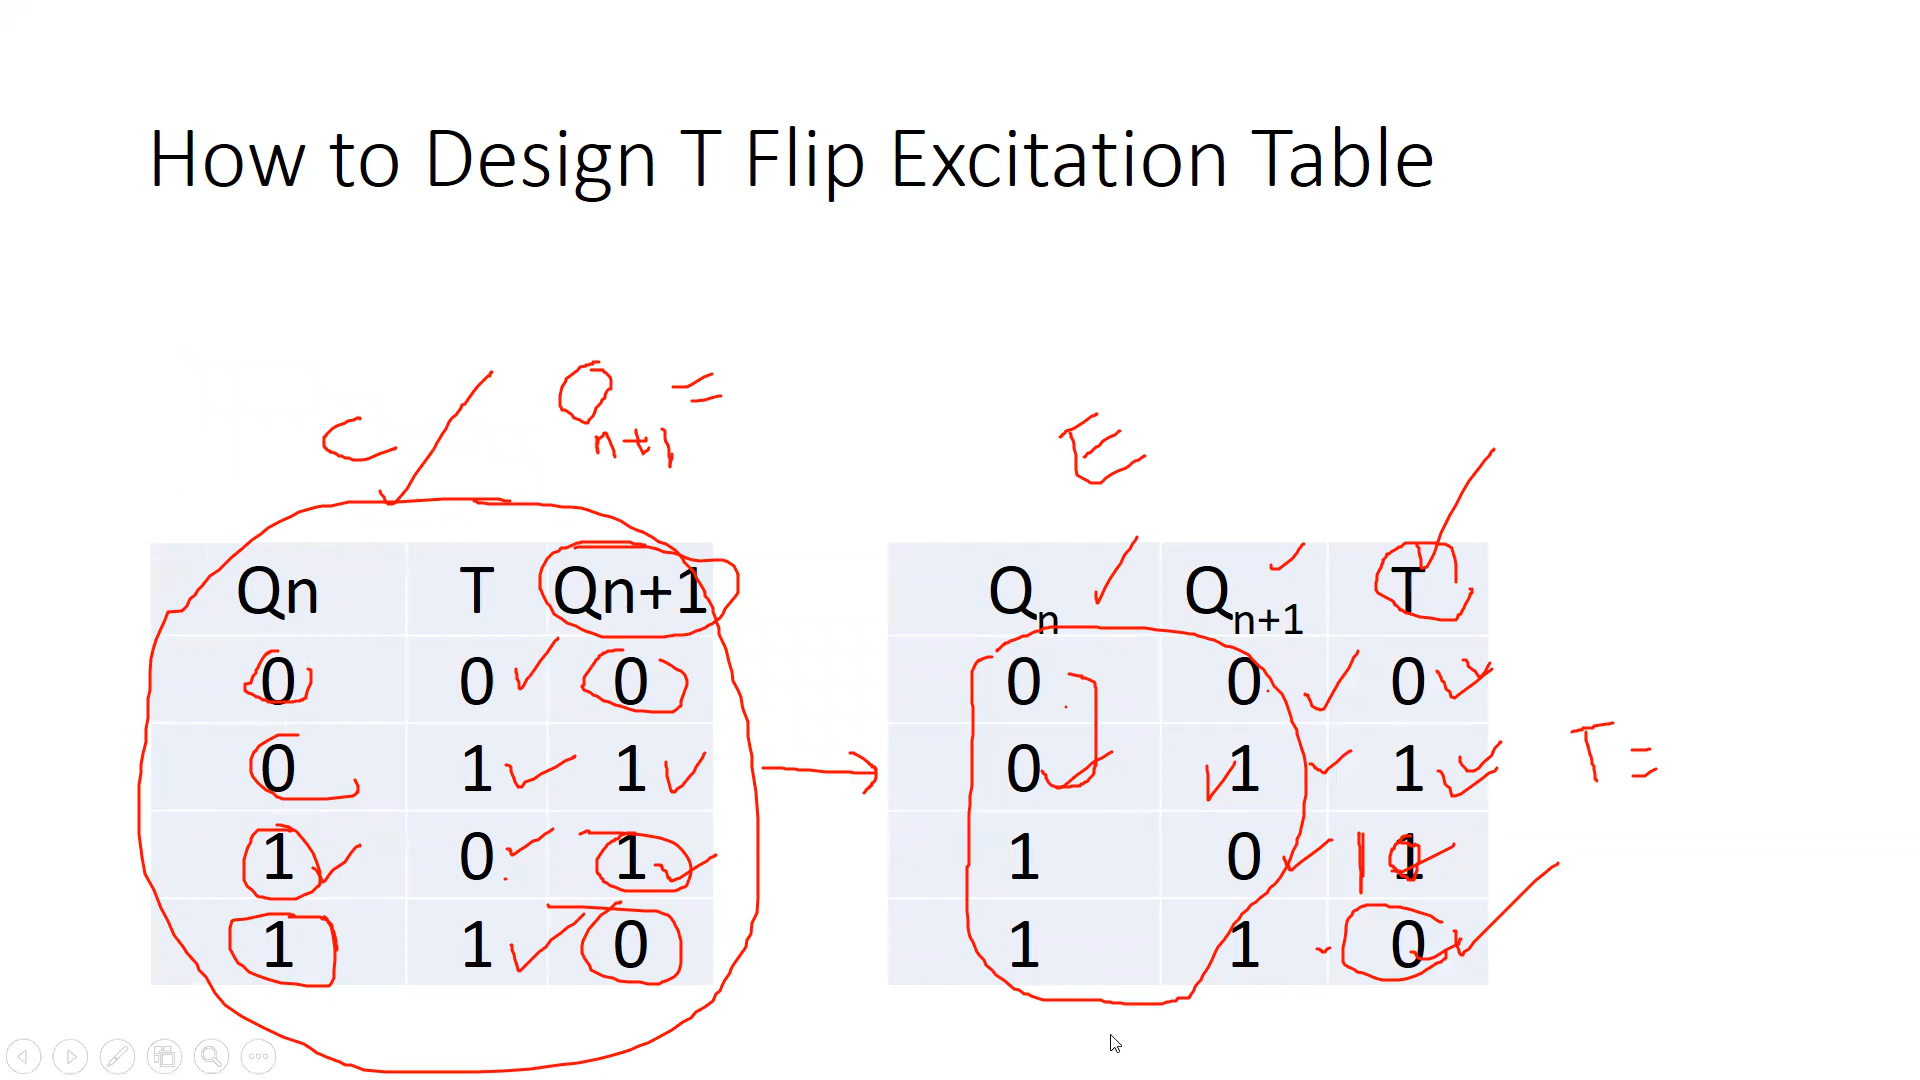 How to Design T Flip Excitation Table
C Q n+1 =
E
Qn T Qn+1
0 0 0
0 1 1
1 0 1
1 1 0
Qn Qn+1 T
0 0 0
0 1 1
1 0 1
1 1 0
T =